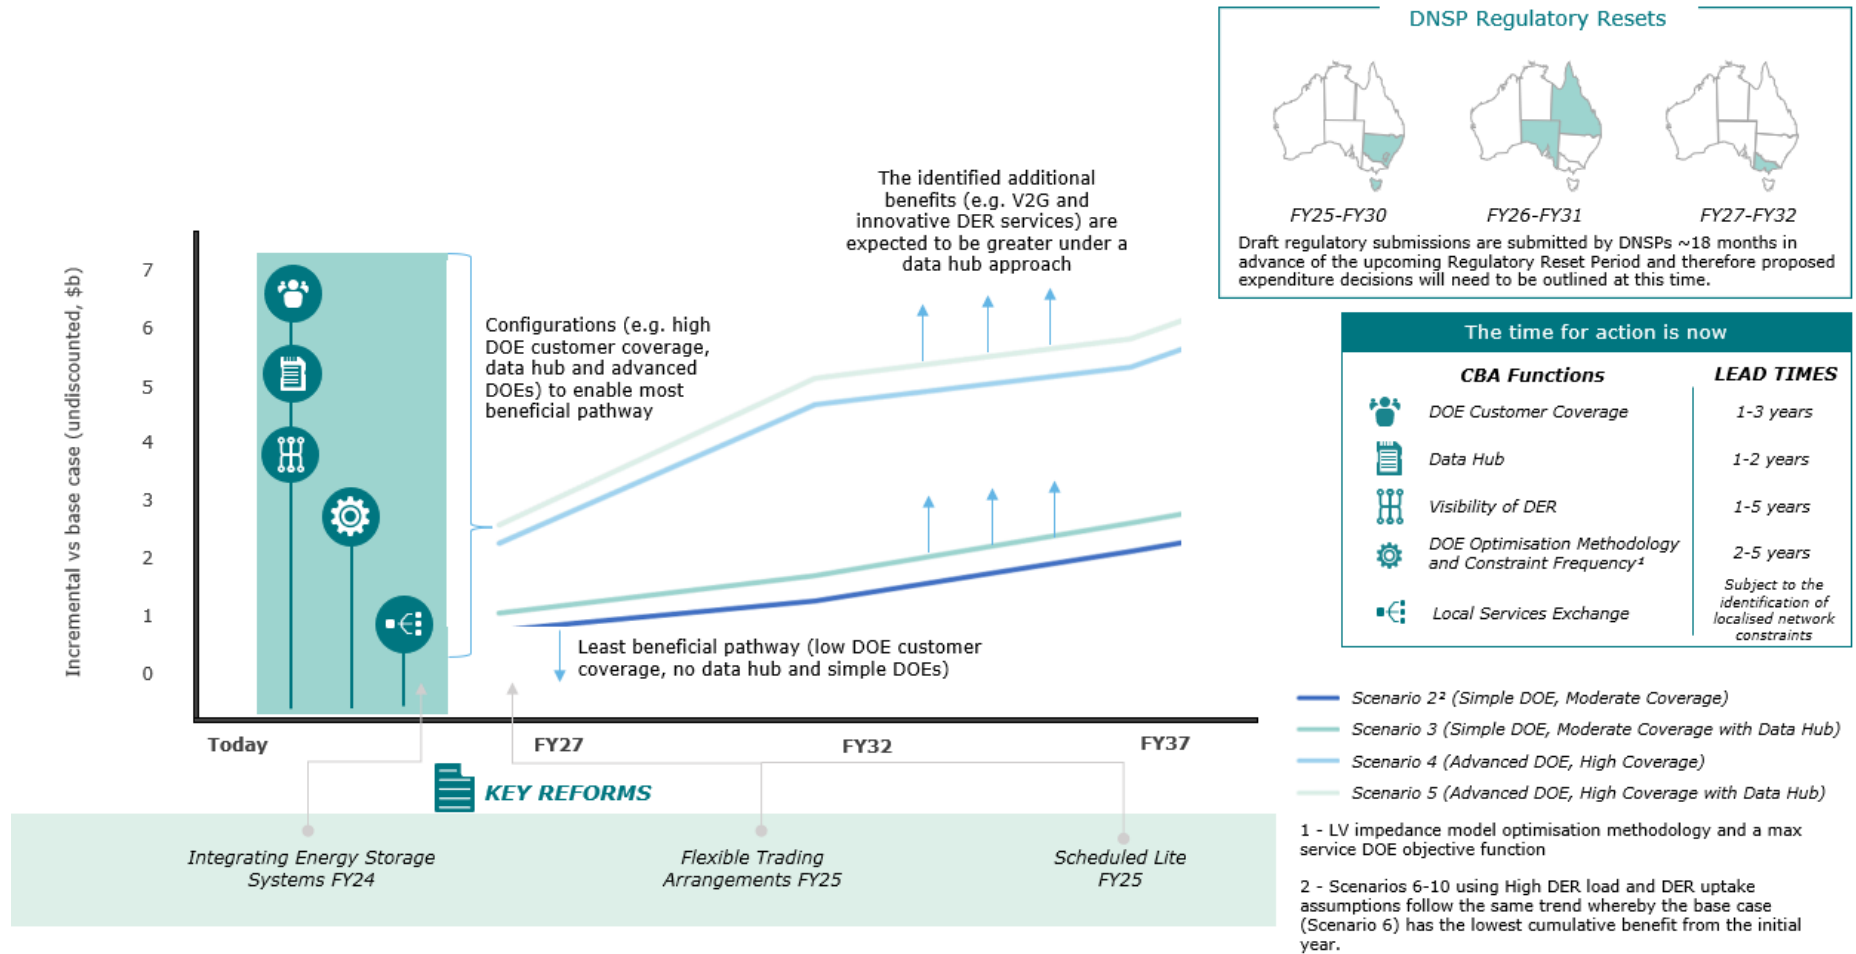 DNSP Regulatory Resets
FY25-FY30
FY26-FY31
FY27-FY32
Draft regulatory submissions are submitted by DNSPs ~18 months in
advance of the upcoming Regulatory Reset Period and therefore proposed
expenditure decisions will need to be outlined at this time.
The identified additional
benefits (e.g. V2G and
innovative DER services) are
expected to be greater under a
data hub approach
Incremental vs base case (undiscounted, $b)
7
6
5
4
3
2
1
0
Configurations (e.g. high
DOE customer coverage,
data hub and advanced
DOEs) to enable most
beneficial pathway
Least beneficial pathway (low DOE customer
coverage, no data hub and simple DOEs)
Today
FY27
FY32
FY37
The time for action is now
CBA Functions
LEAD TIMES
DOE Customer Coverage
1-3 years
Data Hub
1-2 years
Visibility of DER
1-5 years
DOE Optimisation Methodology
and Constraint Frequency¹
2-5 years
Local Services Exchange
Subject to the
identification of
localised network
constraints
Scenario 2² (Simple DOE, Moderate Coverage)
Scenario 3 (Simple DOE, Moderate Coverage with Data Hub)
Scenario 4 (Advanced DOE, High Coverage)
Scenario 5 (Advanced DOE, High Coverage with Data Hub)
KEY REFORMS
Integrating Energy Storage
Systems FY24
Flexible Trading
Arrangements FY25
Scheduled Lite
FY25
1 - LV impedance model optimisation methodology and a max
service DOE objective function
2 - Scenarios 6-10 using High DER load and DER uptake
assumptions follow the same trend whereby the base case
(Scenario 6) has the lowest cumulative benefit from the initial
year.